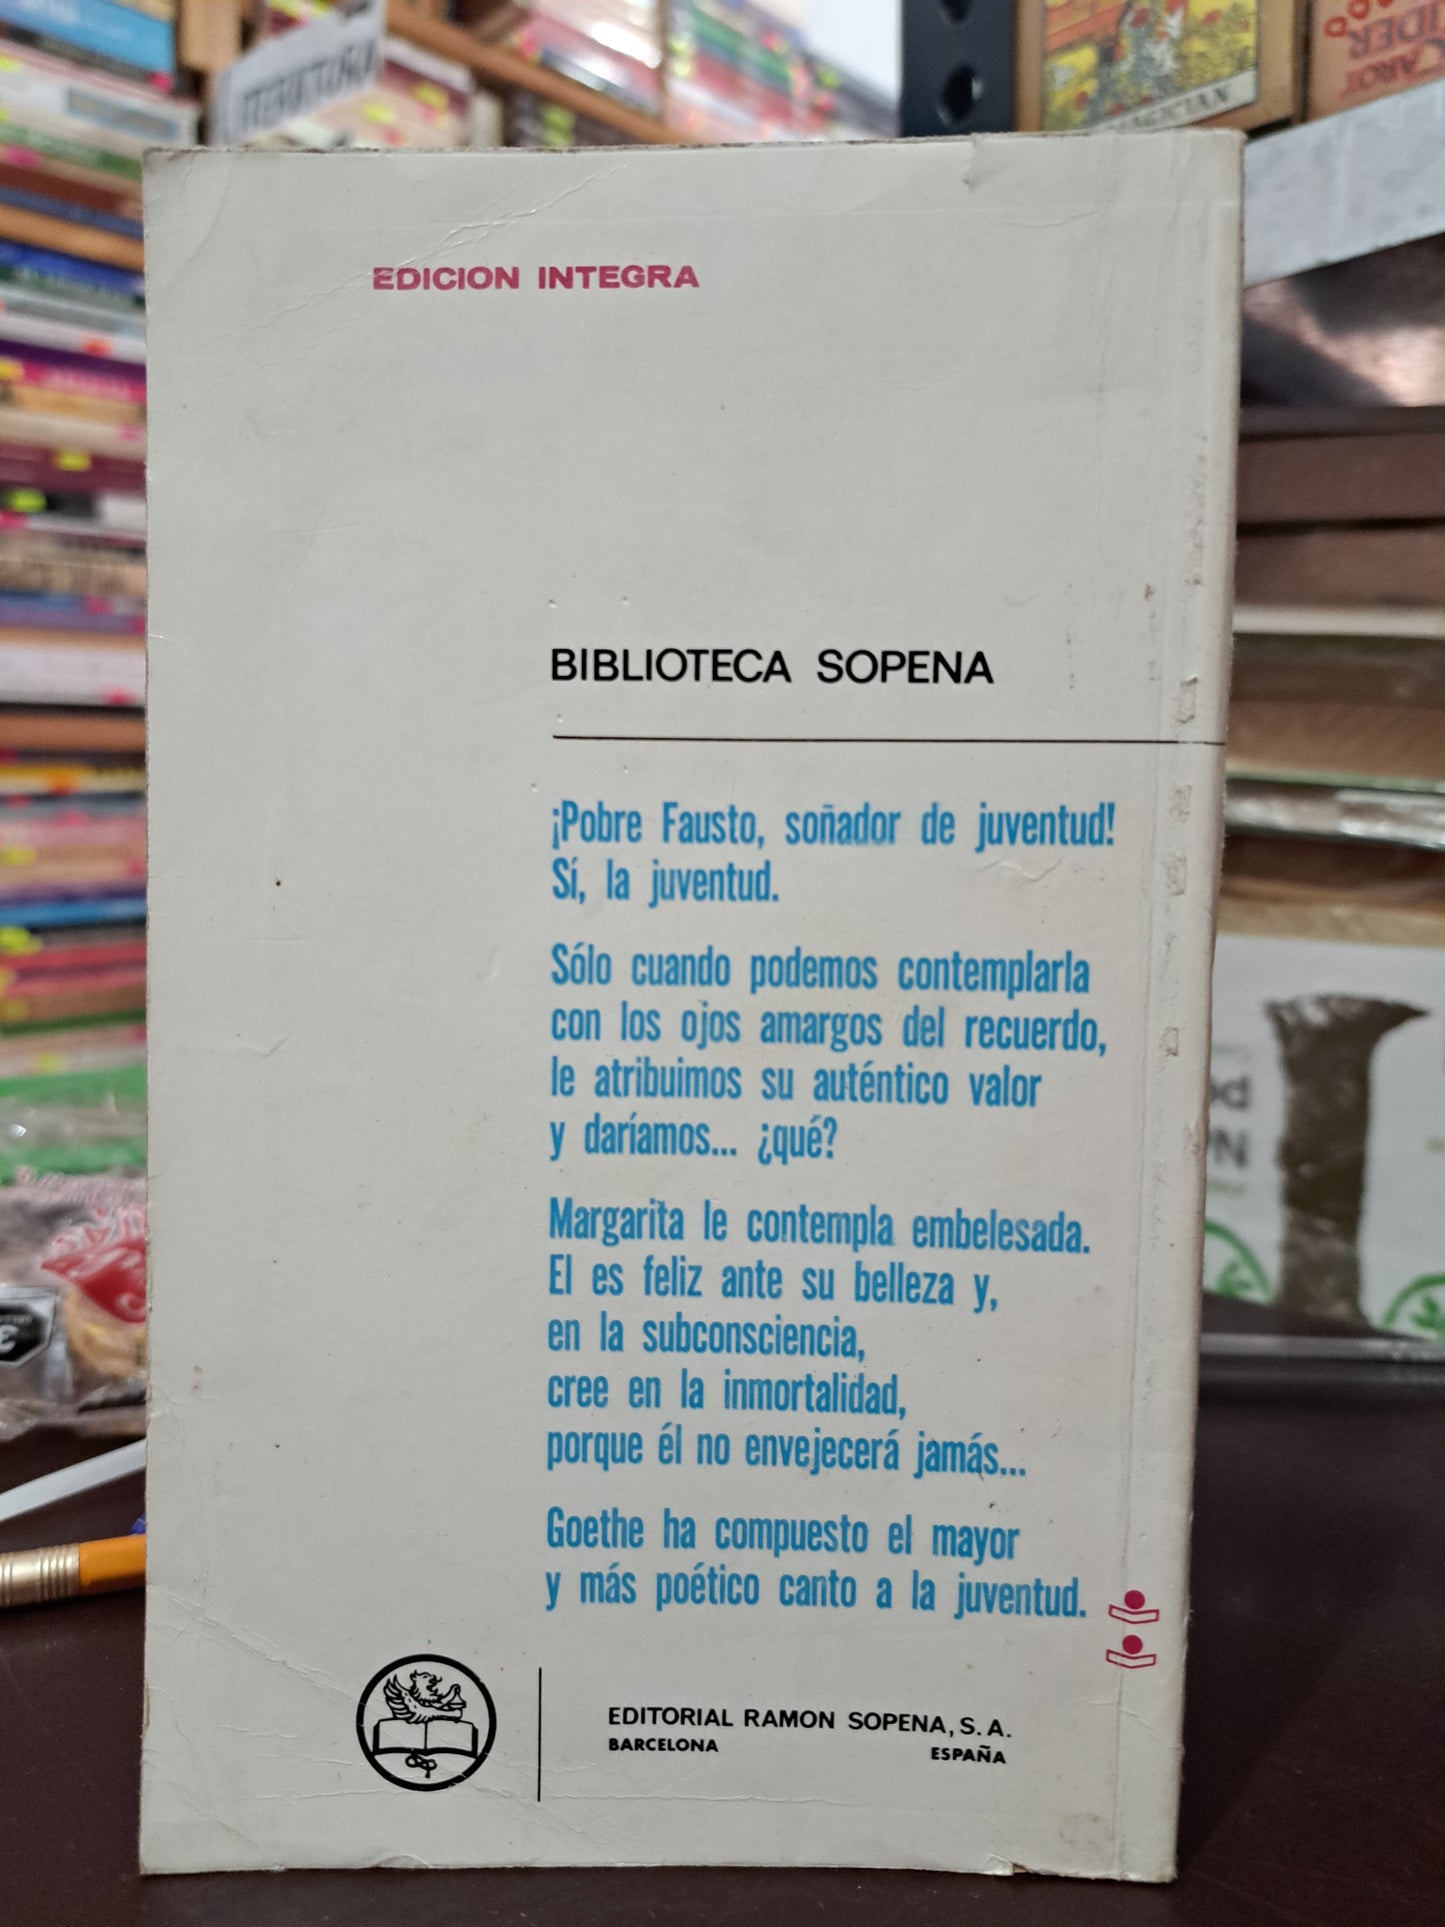 EDICION INTEGRA
BIBLIOTECA SOPENA
¡Pobre Fausto, soñador de juventud!
Sí, la juventud.
Sólo cuando podemos contemplarla
con los ojos amargos del recuerdo,
le atribuimos su auténtico valor
y daríamos... ¿qué?
Margarita le contempla embelesada.
El es feliz ante su belleza y,
en la subconsciencia,
cree en la inmortalidad,
porque él no envejecerá jamás...
Goethe ha compuesto el mayor
y más poético canto a la juventud.
EDITORIAL RAMON SOPENA, S. A.
BARCELONA ESPAÑA